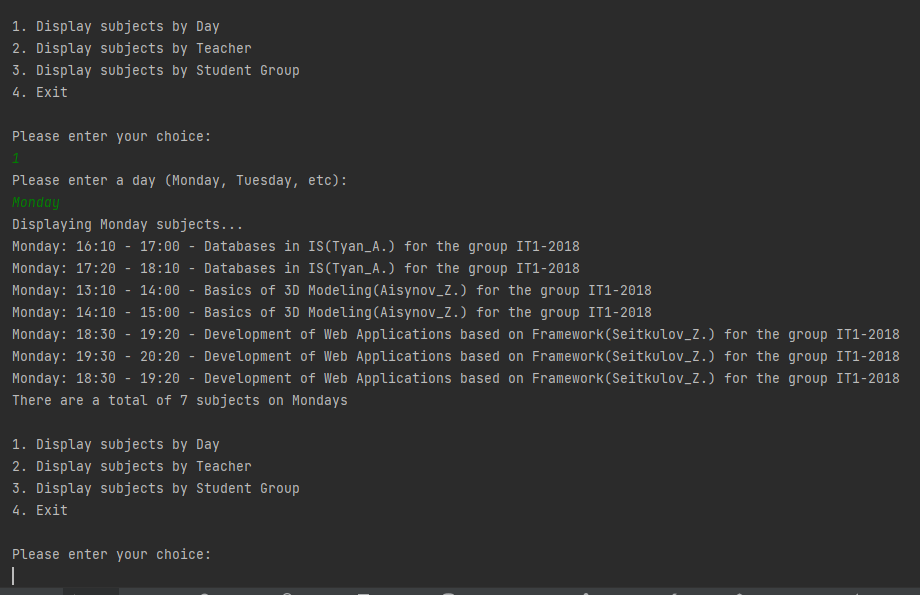 1. Display subjects by Day
2. Display subjects by Teacher
3. Display subjects by Student Group
4. Exit
Please enter your choice:
1
Please enter a day (Monday, Tuesday, etc):
Monday
Displaying Monday subjects...
Monday: 16:10 - 17:00 - Databases in IS(Tyan_A.) for the group IT1-2018
Monday: 17:20 - 18:10 - Databases in IS(Tyan_A.) for the group IT1-2018
Monday: 13:10 - 14:00 - Basics of 3D Modeling(Aisynov_Z.) for the group IT1-2018
Monday: 14:10 - 15:00 - Basics of 3D Modeling(Aisynov_Z.) for the group IT1-2018
Monday: 18:30 - 19:20 - Development of Web Applications based on Framework(Seitkulov_Z.) for the group IT1-2018
Monday: 19:30 - 20:20 - Development of Web Applications based on Framework(Seitkulov_Z.) for the group IT1-2018
Monday: 18:30 - 19:20 - Development of Web Applications based on Framework(Seitkulov_Z.) for the group IT1-2018
There are a total of 7 subjects on Mondays
1. Display subjects by Day
2. Display subjects by Teacher
3. Display subjects by Student Group
4. Exit
Please enter your choice: